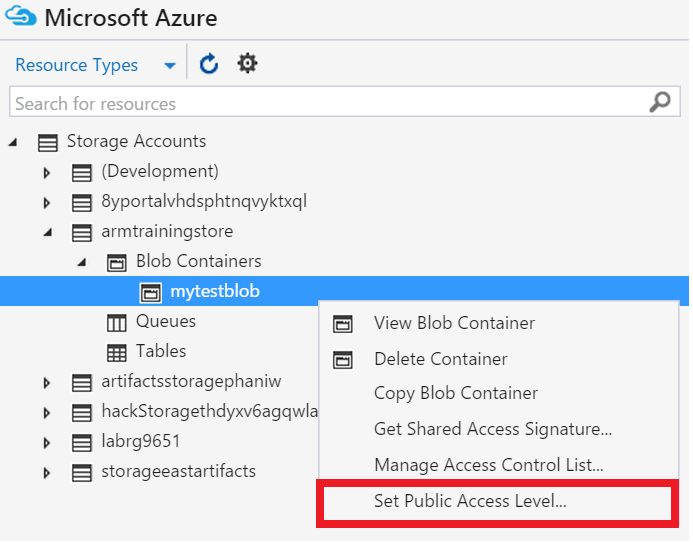 Microsoft Azure
Resource Types
Search for resources
Storage Accounts
(Development)
8yportalvhdsphtnqvyktxql
armtrainingstore
Blob Containers
mytestblob
Queues
Tables
artifactsstoragephaniw
hackStoragethdyxv6agqwla
labrg9651
storageeastartifacts
View Blob Container
Delete Container
Copy Blob Container
Get Shared Access Signature...
Manage Access Control List...
Set Public Access Level...